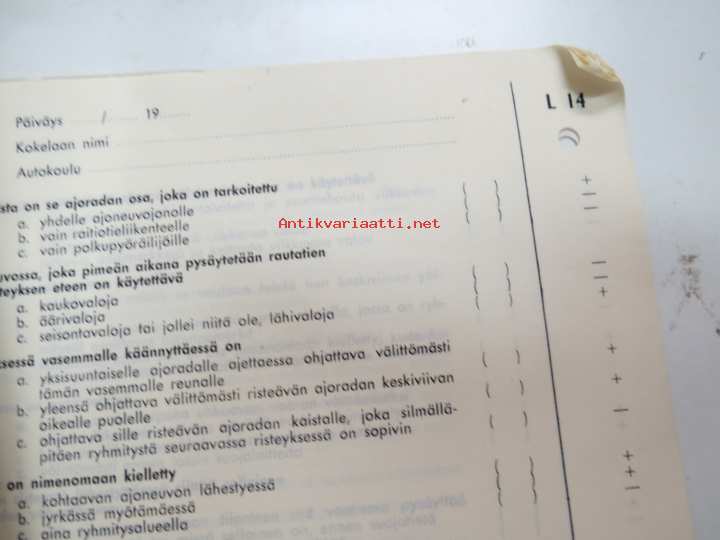 L 14
Päiväys / 19
Kokelaan nimi
Autokoulu
ista on se ajoradan osa, joka on tarkoitettu
a. yhdelle ajoneuvojonolle
b. vain raitiotieliikenteelle
c. vain polkupyöräilijöille
Antikvariaatti.net
uvossa, joka pimeän aikana pysäytetään rautatien
teyksen eteen on käytettävä
a. kaukovaloja
b. äärivaloja
c. seisontavaloja tai jollei niitä ole, lähivaloja
sessä vasemmalle käännyttäessä on
a. yksisuuntaiselle ajoradalle ajettaessa ohjattava välittömästi
tämän vasemmalle reunalle
b. yleensä ohjattava välittömästi risteävän ajoradan keskiviivan
oikealle puolelle
c. ohjattava sille risteävän ajoradan kaistalle, joka silmällä-
pitäen ryhmitystä seuraavassa risteyksessä on sopivin
on nimenomaan kielletty
a. kohtaavan ajoneuvon lähestyessä
b. jyrkässä myötämäessä
c. aina ryhmitysalueella